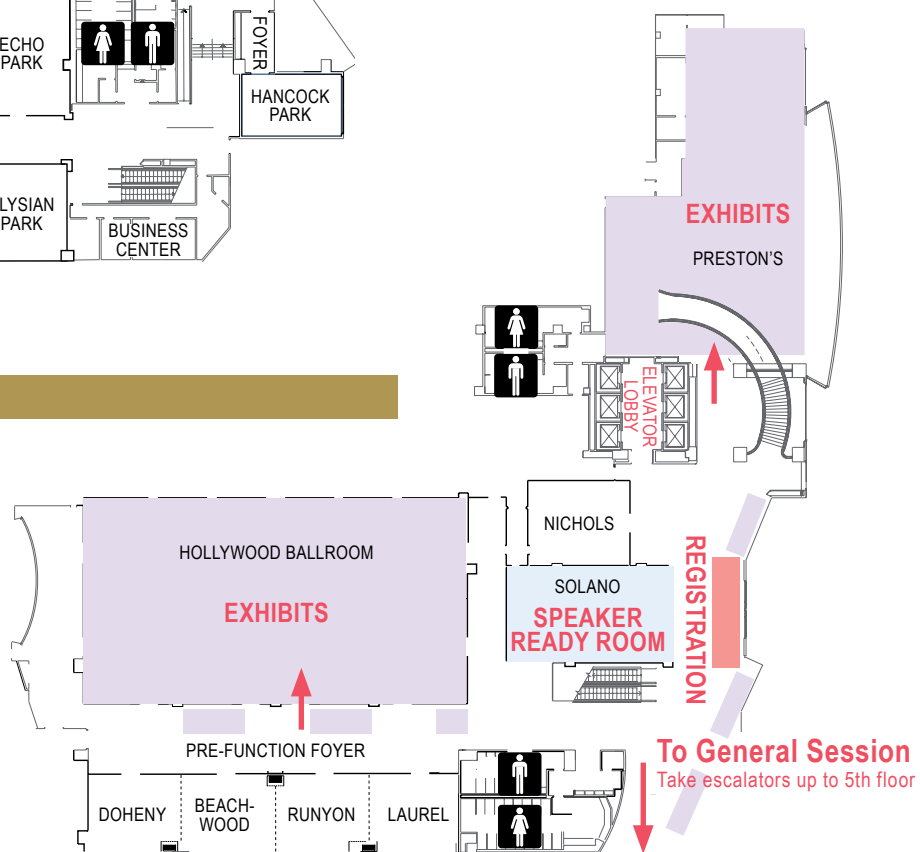 ECHO
PARK
FOYER
HANCOCK
PARK
LYSIAN
PARK
BUSINESS
CENTER
EXHIBITS
PRESTON'S
ELEVATOR
LOBBY
NICHOLS
HOLLYWOOD BALLROOM
EXHIBITS
SOLANO
SPEAKER
READY ROOM
REGISTRATION
PRE-FUNCTION FOYER
To General Session
Take escalators up to 5th floor
DOHENY
BEACH-
WOOD
RUNYON
LAUREL